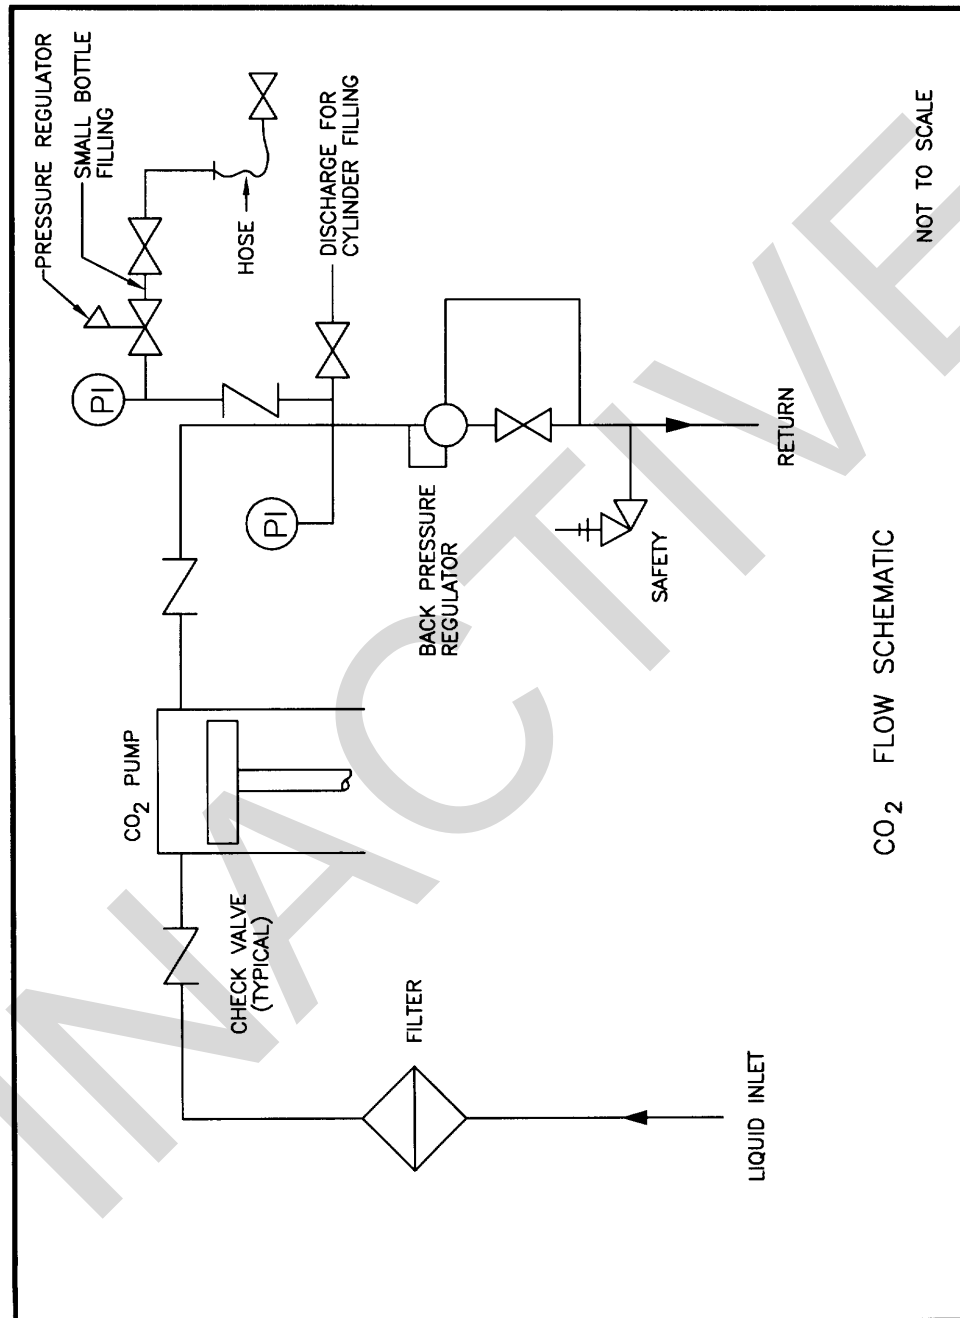 PRESSURE REGULATOR
SMALL BOTTLE
FILLING
PI
HOSE
DISCHARGE FOR
CYLINDER FILLING
PI
CO2 PUMP
BACK PRESSURE
REGULATOR
CHECK VALVE
(TYPICAL)
FILTER
SAFETY
RETURN
LIQUID INLET
CO2 FLOW SCHEMATIC
NOT TO SCALE
INACTIVE